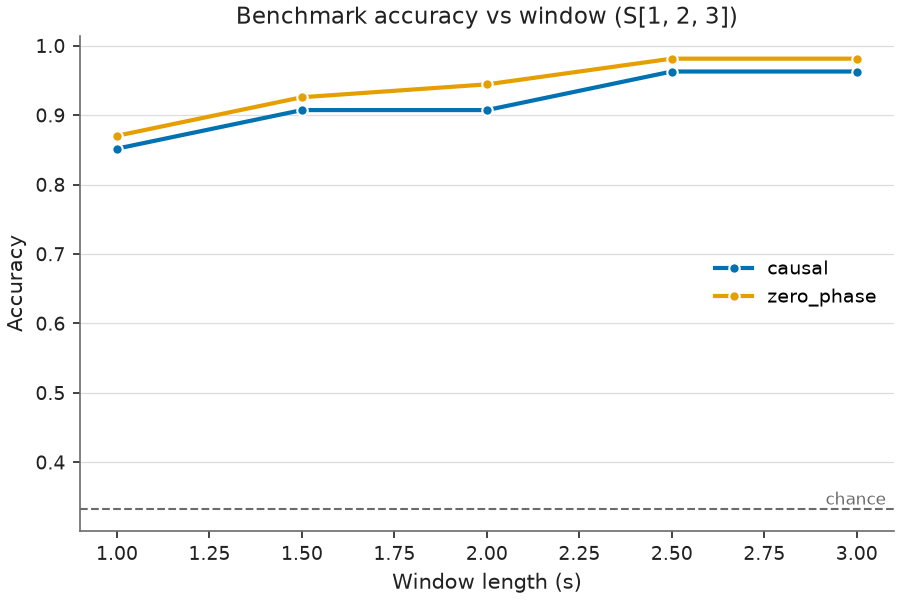 Benchmark accuracy vs window (S[1, 2, 3])
Accuracy
1.0
0.9
0.8
0.7
0.6
0.5
0.4
causal
zero_phase
chance
1.00 1.25 1.50 1.75 2.00 2.25 2.50 2.75 3.00
Window length (s)